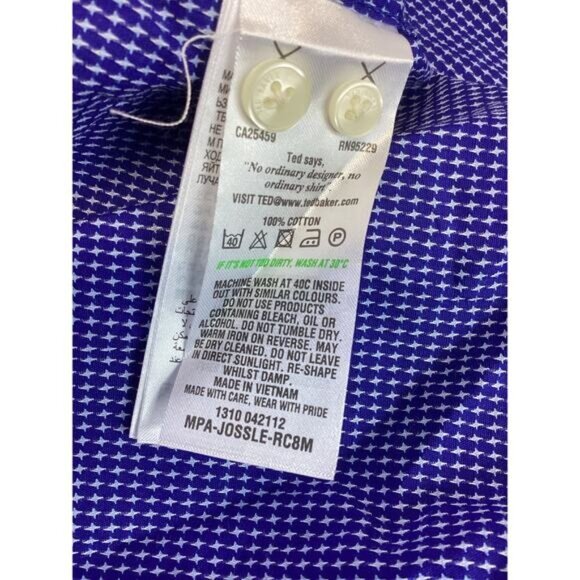 CA25459
RN95229
Ted says,
"No ordinary designer, no
ordinary shirt".
VISIT TED@www.tedbaker.com
100% COTTON
40 P
IF IT'S NOT TOO DIRTY, WASH AT 30°C
MACHINE WASH AT 40C INSIDE
OUT WITH SIMILAR COLOURS.
DO NOT USE PRODUCTS
CONTAINING BLEACH, OIL OR
ALCOHOL. DO NOT TUMBLE DRY.
WARM IRON ON REVERSE. MAY
BE DRY CLEANED. DO NOT LEAVE
IN DIRECT SUNLIGHT. RE-SHAPE
WHILST DAMP.
MADE IN VIETNAM
MADE WITH CARE, WEAR WITH PRIDE
1310 042112
MPA-JOSSLE-RC8M